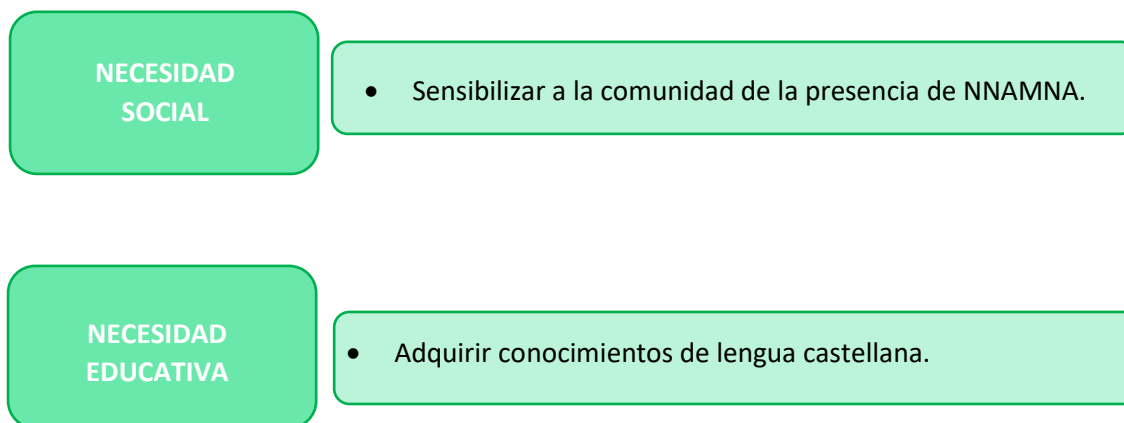 NECESIDAD
SOCIAL
• Sensibilizar a la comunidad de la presencia de NNAMNA.
NECESIDAD
EDUCATIVA
• Adquirir conocimientos de lengua castellana.